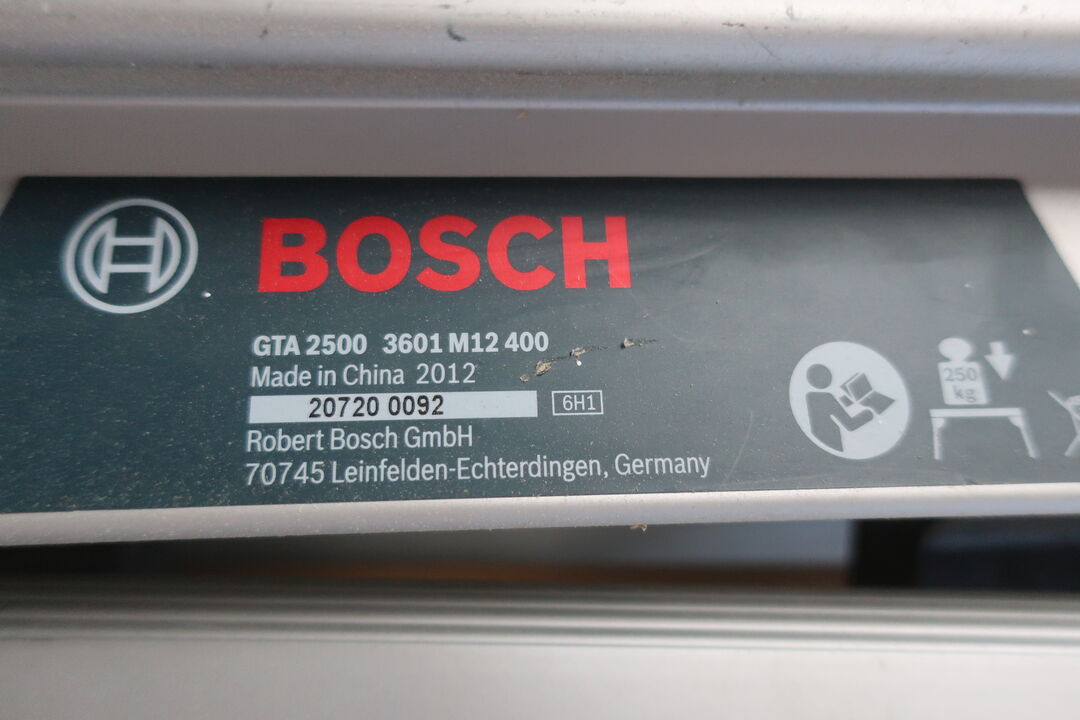 BOSCH
GTA 2500 3601 M12 400
Made in China 2012
20720 0092
6H1
Robert Bosch GmbH
70745 Leinfelden-Echterdingen, Germany
250
kg